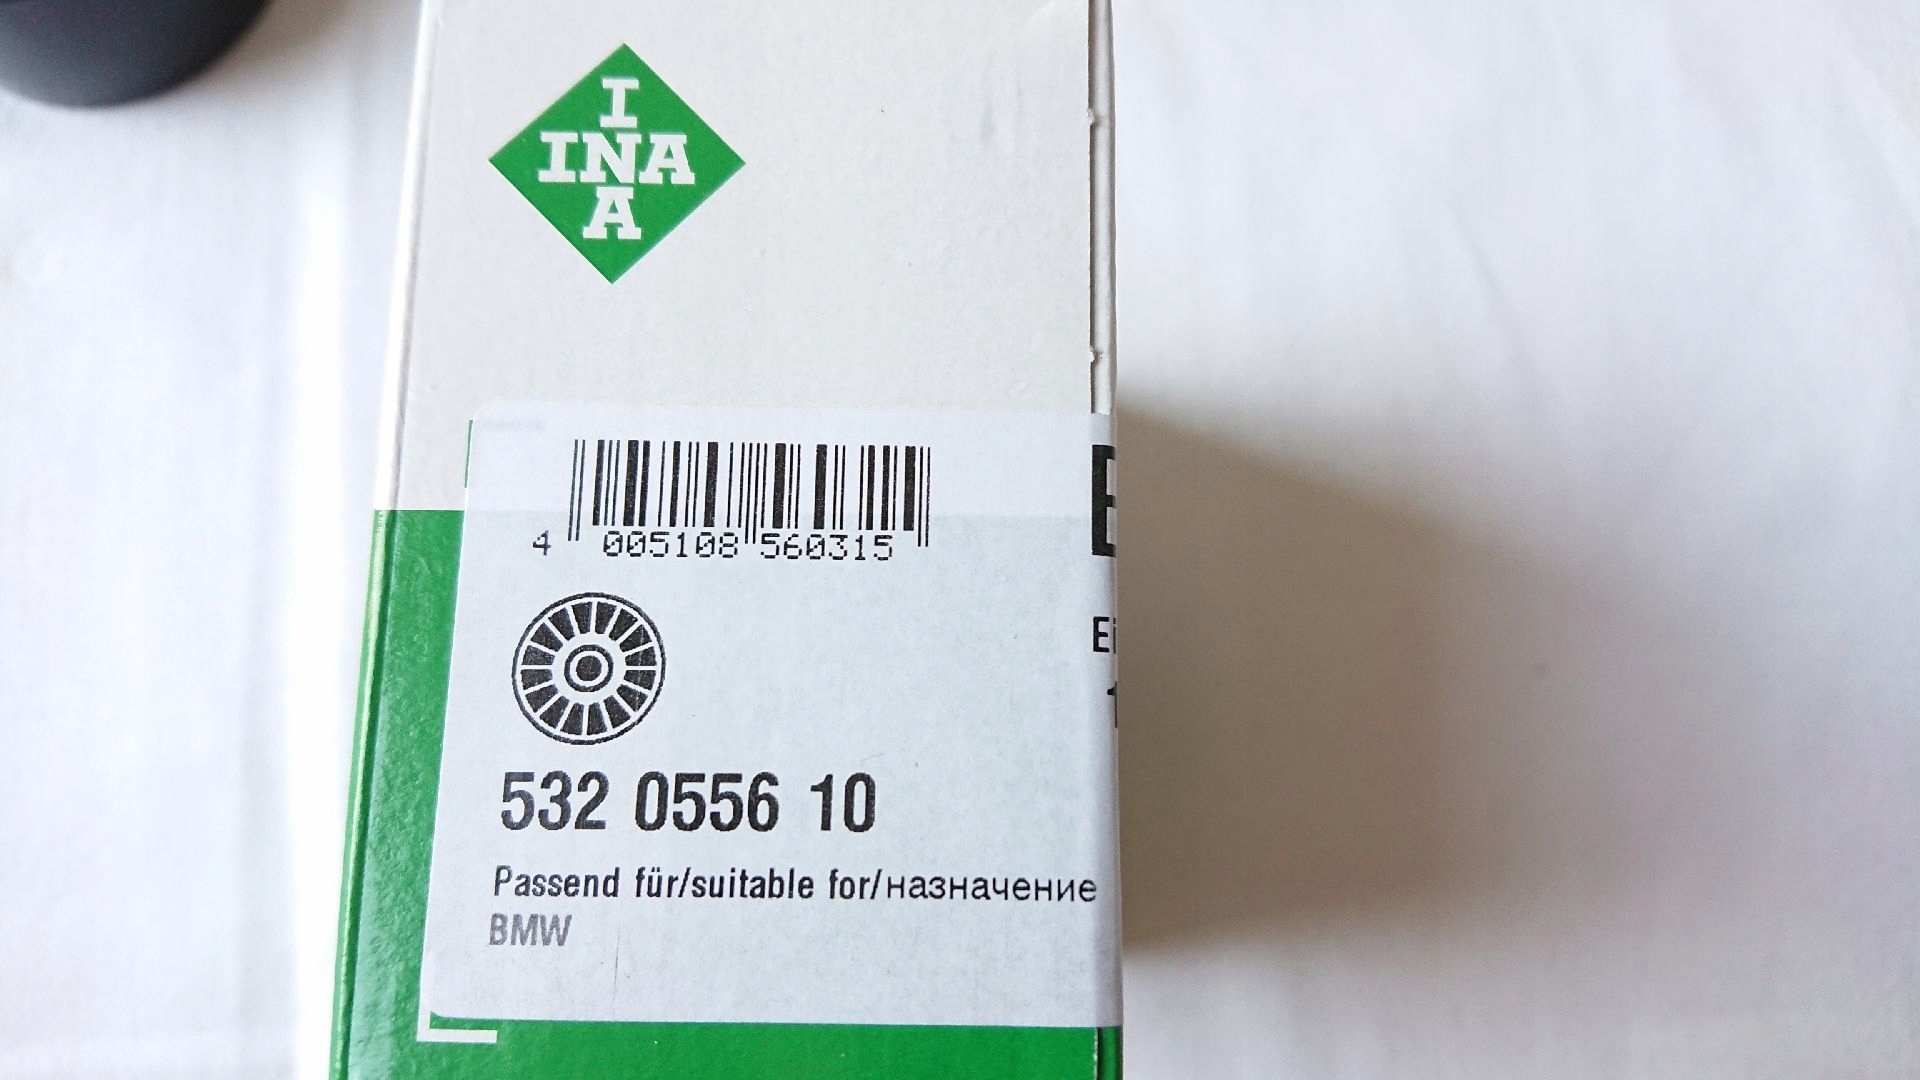 I
INA
A
4 005108 560315
532 0556 10
Passend für/suitable for/назначение
BMW